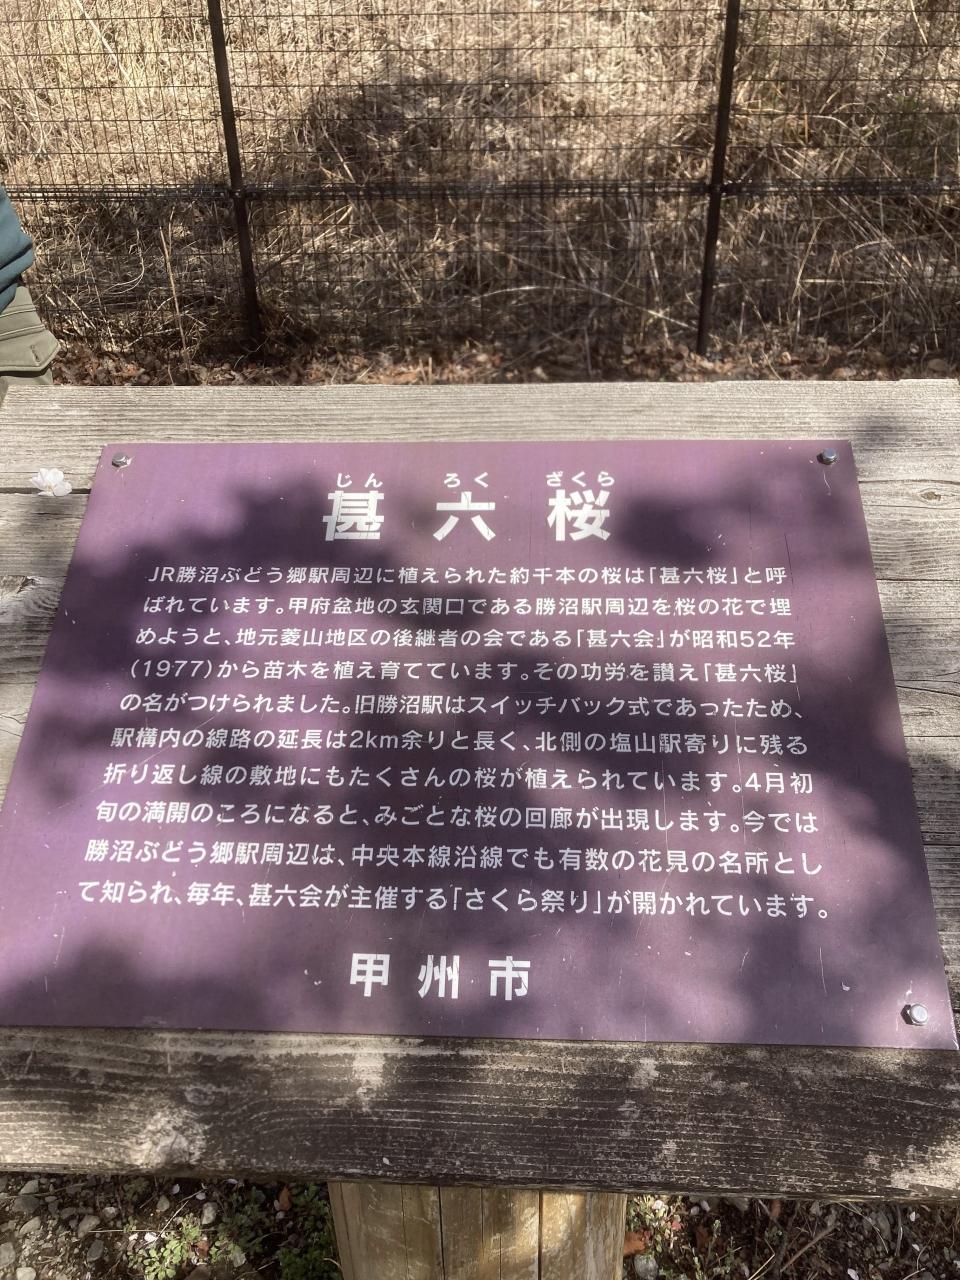 じん ろく ざくら
甚六桜
JR勝沼ぶどう郷駅周辺に植えられた約千本の桜は「甚六桜」と呼
ばれています。甲府盆地の玄関口である勝沼駅周辺を桜の花で埋
めようと、地元菱山地区の後継者の会である「甚六会」が昭和52年
(1977)から苗木を植え育てています。その功労を讃え「甚六桜」
の名がつけられました。旧勝沼駅はスイッチバック式であったため、
駅構内の線路の延長は2km余りと長く、北側の塩山駅寄りに残る
折り返し線の敷地にもたくさんの桜が植えられています。4月初
旬の満開のころになると、みごとな桜の回廊が出現します。今では
勝沼ぶどう郷駅周辺は、中央本線沿線でも有数の花見の名所とし
て知られ、毎年、甚六会が主催する「さくら祭り」が開かれています。
甲州市